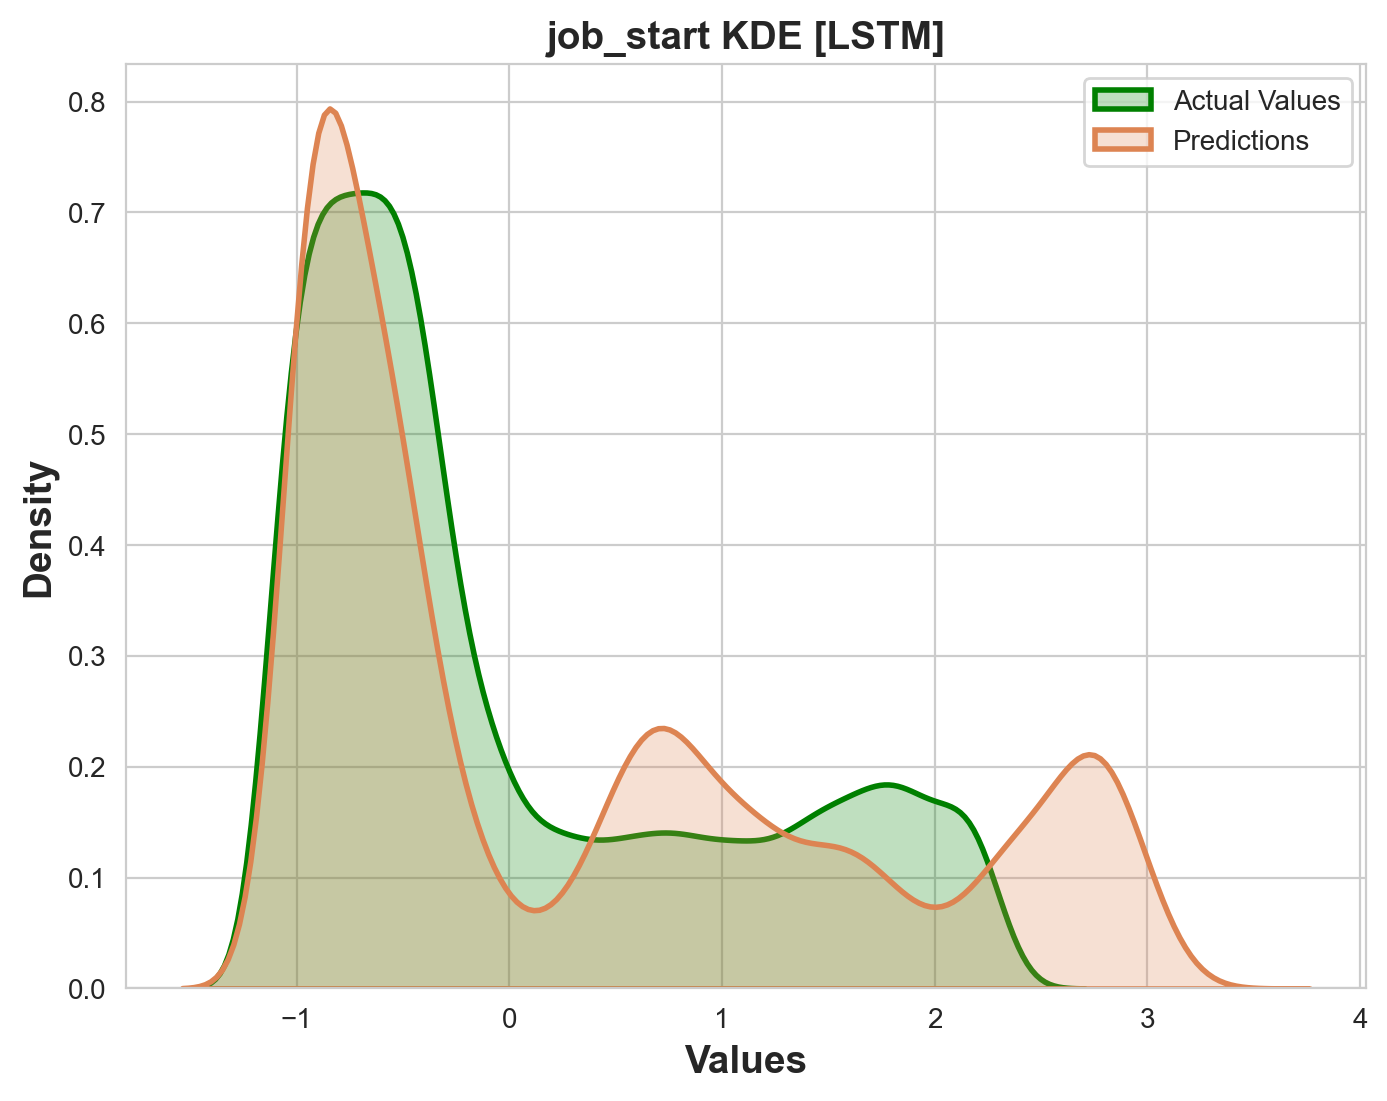 job_start KDE [LSTM]
Actual Values
Predictions
Density
0.8
0.7
0.6
0.5
0.4
0.3
0.2
0.1
0.0
−1 0 1 2 3 4
Values